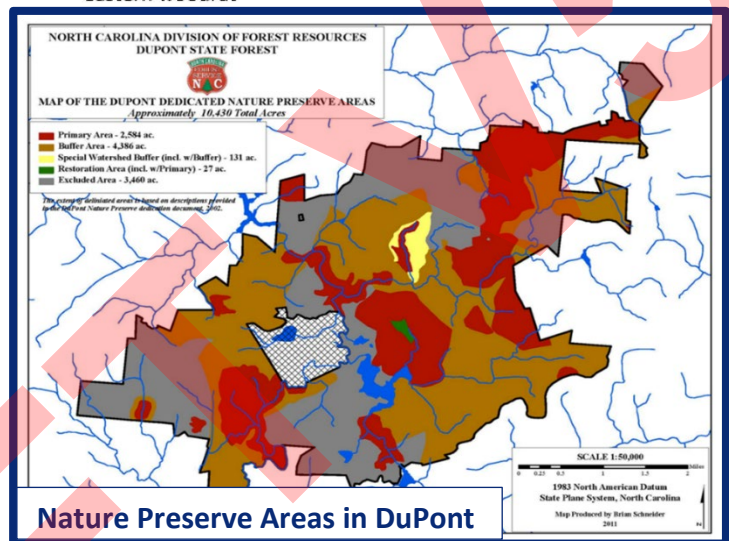 NORTH CAROLINA DIVISION OF FOREST RESOURCES
DUPONT STATE FOREST
N C
MAP OF THE DUPONT DEDICATED NATURE PRESERVE AREAS
Approximately 10,430 Total Acres
Primary Area - 2,584 ac.
Buffer Area - 4,386 ac.
Special Watershed Buffer (incl. w/Buffer) - 131 ac.
Restoration Area (incl. w/Primary) - 27 ac.
Excluded Area - 3,460 ac.
The extent of delineated areas is based on descriptions provided
in the DuPont Nature Preserve dedication document, 2002.
SCALE 1:50,000
0 0.25 0.5 1 1.5 2
Miles
1983 North American Datum
State Plane System, North Carolina
Map Produced by Brian Schneider
2011
Nature Preserve Areas in DuPont